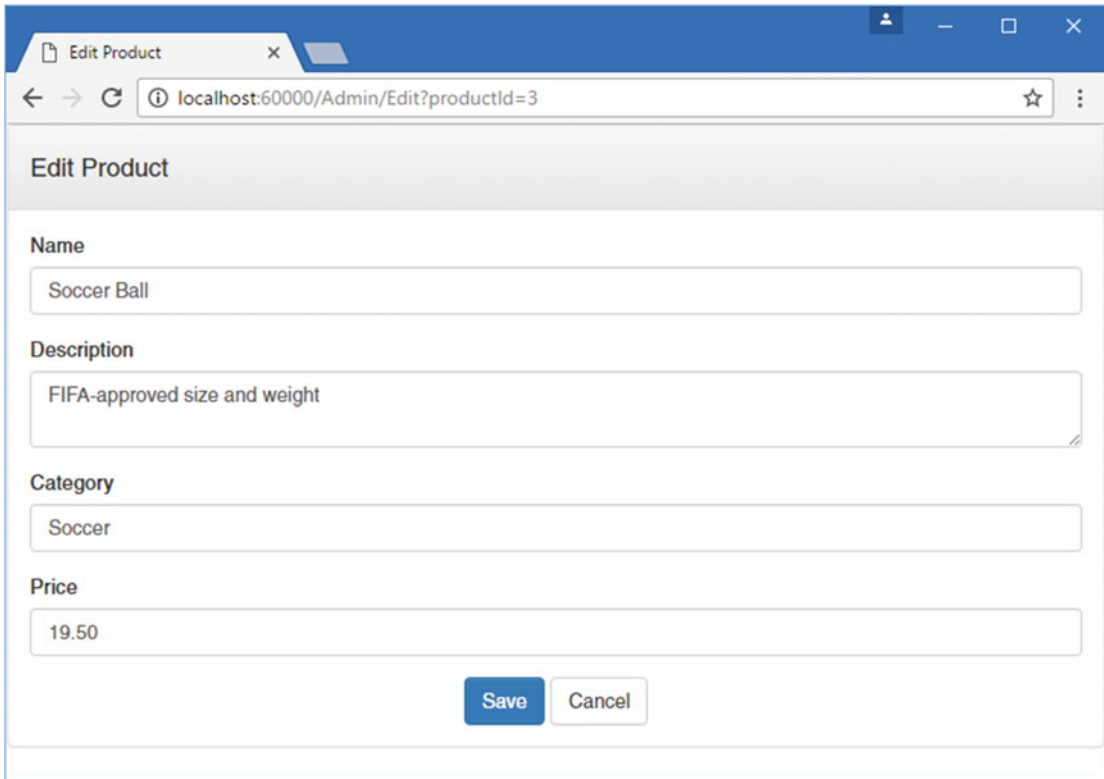 Edit Product
localhost:60000/Admin/Edit?productId=3
Edit Product
Name
Soccer Ball
Description
FIFA-approved size and weight
Category
Soccer
Price
19.50
Save Cancel